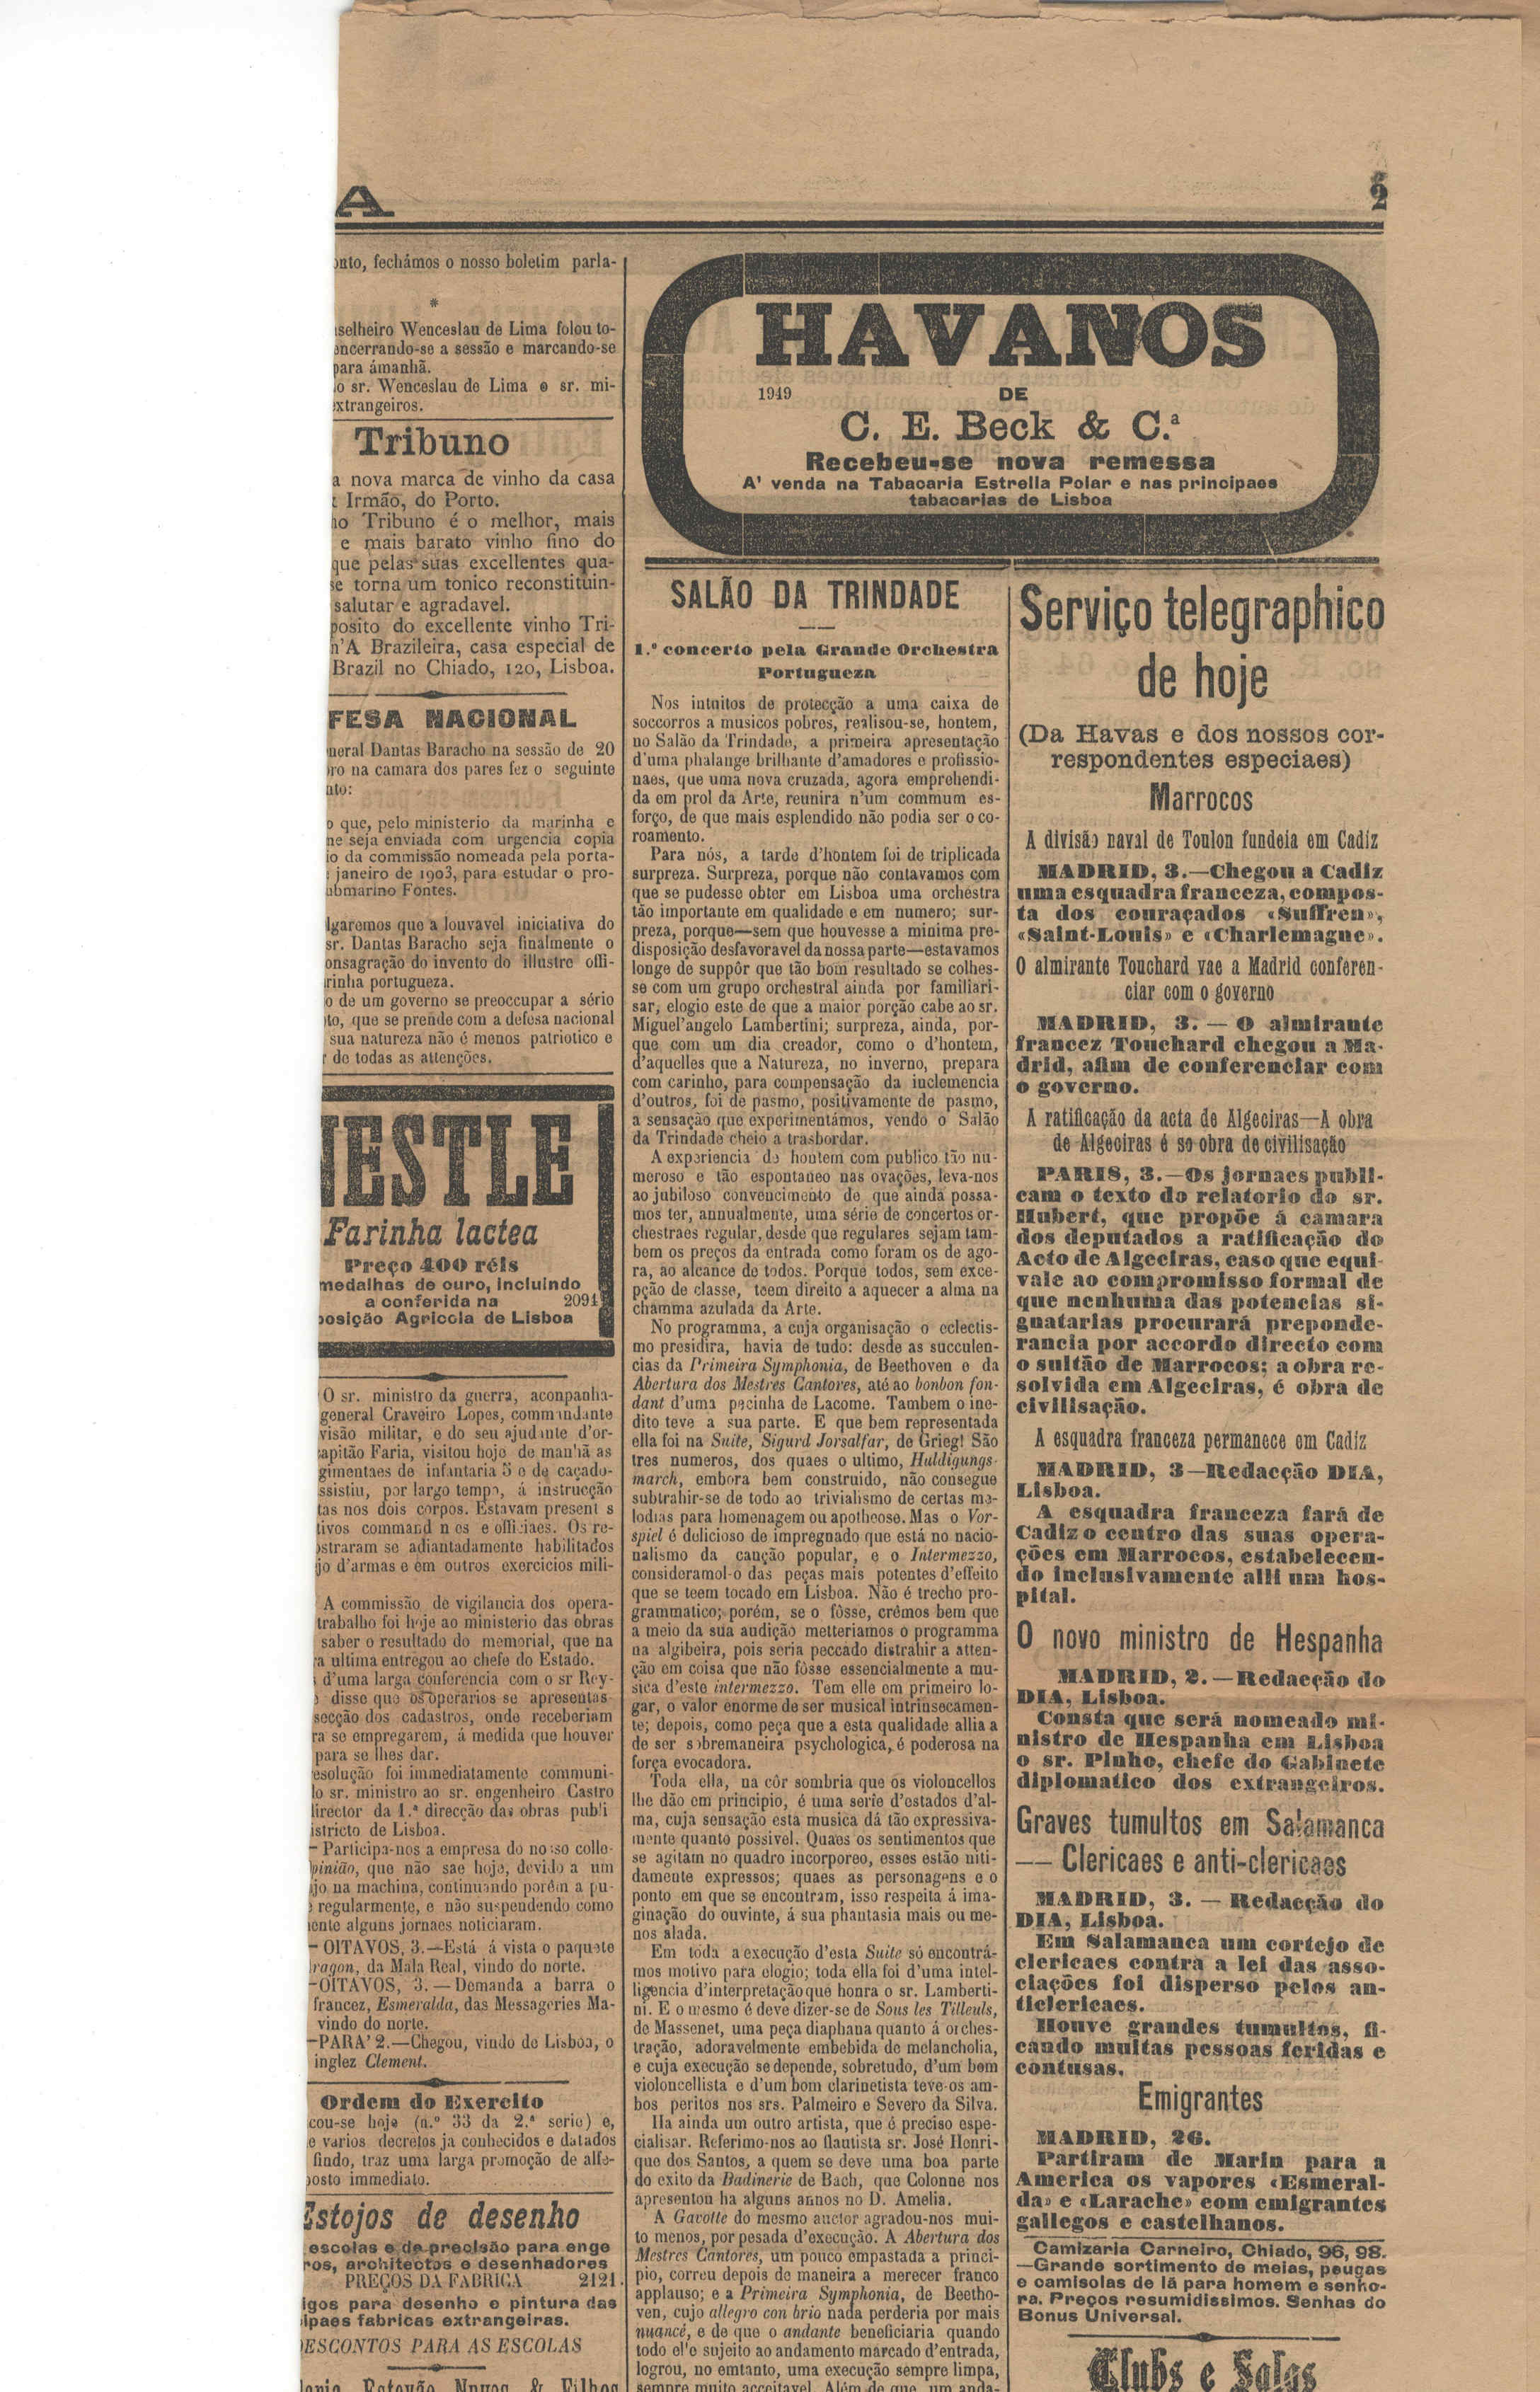 A
2
onto, fechámos o nosso boletim parla-
*
selheiro Wenceslau de Lima folou to-
encerrando-se a sessão e marcando-se
para ámanhã.
lo sr. Wenceslau de Lima e sr. mi-
extrangeiros.
Tribuno
a nova marca de vinho da casa
Irmão, do Porto.
ho Tribuno é o melhor, mais
e mais barato vinho fino do
que pelas suas excellentes qua-
se torna um tonico reconstituin-
salutar e agradavel.
posito do excellente vinho Tri-
n'A Brazileira, casa especial de
Brazil no Chiado, 120, Lisboa.
FESA NACIONAL
neral Dantas Baracho na sessão de 20
ro na camara dos pares fez o seguinte
nto:
o que, pelo ministerio da marinha e
me seja enviada com urgencia copia
io da commissão nomeada pela porta-
janeiro de 1903, para estudar o pro-
ubmarino Fontes.
lgaremos que a louvavel iniciativa do
sr. Dantas Baracho seja finalmente o
onsagração do invento do illustre offi-
rinha portugueza.
o de um governo se preoccupar a sério
to, que se prende com a defesa nacional
sua natureza não é menos patriotico e
r de todas as attenções.
NESTLE
Farinha lactea
Preço 400 réis
medalhas de ouro, incluindo
a conferida na 2091
posição Agricola de Lisboa
O sr. ministro da guerra, aconpanha-
general Craveiro Lopes, commandante
visão militar, e do seu ajudante d'or-
capitão Faria, visitou hoje de manhã as
gimentaes de infantaria 5 e de caçado-
ssistiu, por largo tempo, á instrucção
tas nos dois corpos. Estavam present s
tivos command n es e officiaes. Os re-
ostraram se adiantadamente habilitados
jo d'armas e em outros exercicios mili-
A commissão de vigilancia dos opera-
trabalho foi hoje ao ministerio das obras
saber o resultado do memorial, que na
ra ultima entregou ao chefe do Estado.
d'uma larga conferencia com o sr Rey-
disse que os operarios se apresentas-
secção dos cadastros, onde receberiam
ra se empregarem, á medida que houver
para se lhes dar.
esolução foi immediatamente communi-
lo sr. ministro ao sr. engenheiro Castro
director da 1.ª direcção das obras publi
istricto de Lisboa.
— Participa-nos a empresa do nosso colle-
pinião, que não sae hoje, devido a um
jo na machina, continuando porém a pu-
e regularmente, e não suspendendo como
ente alguns jornaes noticiaram.
— OITAVOS, 3.—Está á vista o paquete
ragon, da Mala Real, vindo do norte.
—OITAVOS, 3.—Demanda a barra o
francez, Esmeralda, das Messageries Ma-
vindo do norte.
—PARA' 2.—Chegou, vindo de Lisboa, o
inglez Clement.
Ordem do Exercito
cou-se hoje (n.º 33 da 2.ª serie) e,
e varios decretos ja conhecidos e datados
findo, traz uma larga promoção de alfe-
posto immediato.
Estojos de desenho
escolas e de precisão para enge
ros, architectos e desenhadores
PREÇOS DA FABRICA 2121
igos para desenho e pintura das
ipaes fabricas extrangeiras.
DESCONTOS PARA AS ESCOLAS
Estevão Nunes & Filhos
HAVANOS
1949 DE
C. E. Beck & C.ª
Recebeu-se nova remessa
A' venda na Tabacaria Estrella Polar e nas principaes
tabacarias de Lisboa
SALÃO DA TRINDADE
1.º concerto pela Grande Orchestra
Portugueza
Nos intuitos de protecção a uma caixa de
soccorros a musicos pobres, realisou-se, hontem,
no Salão da Trindade, a primeira apresentação
d'uma phalange brilhante d'amadores e profissio-
naes, que uma nova cruzada, agora emprehendi-
da em prol da Arte, reunira n'um commum es-
forço, de que mais esplendido não podia ser o co-
roamento.
Para nós, a tarde d'hontem foi de triplicada
surpreza. Surpreza, porque não contavamos com
que se pudesse obter em Lisboa uma orchestra
tão importante em qualidade e em numero; sur-
preza, porque—sem que houvesse a minima pre-
disposição desfavoravel da nossa parte—estavamos
longe de suppôr que tão bom resultado se colhes-
se com um grupo orchestral ainda por familiari-
sar, elogio este de que a maior porção cabe ao sr.
Miguel'angelo Lambertini; surpreza, ainda, por-
que com um dia creador, como o d'hontem,
d'aquelles que a Natureza, no inverno, prepara
com carinho, para compensação da inclemencia
d'outros, foi de pasmo, positivamente de pasmo,
a sensação que experimentámos, vendo o Salão
da Trindade cheio a trasbordar.
A experiencia de hontem com publico tão nu-
meroso e tão espontaneo nas ovações, leva-nos
ao jubiloso convencimento de que ainda possa-
mos ter, annualmente, uma série de concertos or-
chestraes regular, desde que regulares sejam tam-
bem os preços da entrada como foram os de ago-
ra, ao alcance de todos. Porque todos, sem exce-
pção de classe, teem direito a aquecer a alma na
chamma azulada da Arte.
No programma, a cuja organisação o eclectis-
mo presidira, havia de tudo: desde as succulen-
cias da Primeira Symphonia, de Beethoven e da
Abertura dos Mestres Cantores, até ao bonbon fon-
dant d'uma pecinha de Lacome. Tambem o ine-
dito teve a sua parte. E que bem representada
ella foi na Suite, Sigurd Jorsalfar, de Grieg! São
tres numeros, dos quaes o ultimo, Huldigungs-
march, embora bem construido, não consegue
subtrahir-se de todo ao trivialismo de certas me-
lodias para homenagem ou apotheose. Mas o Vor-
spiel é delicioso de impregnado que está no nacio-
nalismo da canção popular, e o Intermezzo,
consideramol-o das peças mais potentes d'effeito
que se teem tocado em Lisboa. Não é trecho pro-
grammatico; porém, se o fôsse, crêmos bem que
a meio da sua audição metteriamos o programma
na algibeira, pois seria peccado distrahir a atten-
ção em coisa que não fôsse essencialmente a mu-
sica d'este intermezzo. Tem elle em primeiro lo-
gar, o valor enorme de ser musical intrinsecamen-
te; depois, como peça que a esta qualidade allia a
de ser sobremaneira psychologica, é poderosa na
força evocadora.
Toda ella, na côr sombria que os violoncellos
lhe dão em principio, é uma serie d'estados d'al-
ma, cuja sensação esta musica dá tão expressiva-
mente quanto possivel. Quaes os sentimentos que
se agitam no quadro incorporeo, esses estão niti-
damente expressos; quaes as personagens e o
ponto em que se encontram, isso respeita á ima-
ginação do ouvinte, á sua phantasia mais ou me-
nos alada.
Em toda a execução d'esta Suite só encontrá-
mos motivo para elogio; toda ella foi d'uma intel-
ligencia d'interpretação que honra o sr. Lamberti-
ni. E o mesmo é deve dizer-se de Sous les Tilleuls,
de Massenet, uma peça diaphana quanto á orches-
tração, adoravelmente embebida de melancholia,
e cuja execução se depende, sobretudo, d'um bom
violoncellista e d'um bom clarinetista teve-os am-
bos peritos nos srs. Palmeiro e Severo da Silva.
Ha ainda um outro artista, que é preciso espe-
cialisar. Referimo-nos ao flautista sr. José Henri-
que dos Santos, a quem se deve uma boa parte
do exito da Badinerie de Bach, que Colonne nos
apresentou ha alguns annos no D. Amelia.
A Gavotte do mesmo auctor agradou-nos mui-
to menos, por pesada d'execução. A Abertura dos
Mestres Cantores, um pouco empastada a princi-
pio, correu depois de maneira a merecer franco
applauso; e a Primeira Symphonia, de Beetho-
ven, cujo allegro con brio nada perderia por mais
nuancé, e de que o andante beneficiaria quando
todo el'e sujeito ao andamento marcado d'entrada,
logrou, no emtanto, uma execução sempre limpa,
sempre muito acceitavel. Além de que, um anda-
Serviço telegraphico
de hoje
(Da Havas e dos nossos cor-
respondentes especiaes)
Marrocos
A divisão naval de Toulon fundeia em Cadiz
MADRID, 3.—Chegou a Cadiz
uma esquadra franceza, compos-
ta dos couraçados «Suffren»,
«Saint-Louis» e «Charlemagne».
O almirante Touchard vae a Madrid conferen-
ciar com o governo
MADRID, 3. — O almirante
francez Touchard chegou a Ma-
drid, afim de conferenciar com
o governo.
A ratificação da acta de Algeciras—A obra
de Algeciras é so obra de civilisação
PARIS, 3.—Os jornaes publi-
cam o texto do relatorio do sr.
Hubert, que propõe á camara
dos deputados a ratificação do
Acto de Algeciras, caso que equi-
vale ao compromisso formal de
que nenhuma das potencias si-
gnatarias procurará preponde-
rancia por accordo directo com
o sultão de Marrocos; a obra re-
solvida em Algeciras, é obra de
civilisação.
A esquadra franceza permanece em Cadiz
MADRID, 3—Redacção DIA,
Lisboa.
A esquadra franceza fará de
Cadiz o centro das suas opera-
ções em Marrocos, estabelecen-
do inclusivamente alli um hos-
pital.
O novo ministro de Hespanha
MADRID, 2.—Redacção do
DIA, Lisboa.
Consta que será nomeado mi-
nistro de Hespanha em Lisboa
o sr. Pinho, chefe do Gabinete
diplomatico dos extrangeiros.
Graves tumultos em Salamanca
— Clericaes e anti-clericaes
MADRID, 3. — Redacção do
DIA, Lisboa.
Em Salamanca um cortejo de
clericaes contra a lei das asso-
ciações foi disperso pelos an-
ticlericaes.
Houve grandes tumultos, fi-
cando muitas pessoas feridas e
contusas.
Emigrantes
MADRID, 26.
Partiram de Marin para a
America os vapores «Esmeral-
da» e «Larache» com emigrantes
gallegos e castelhanos.
Camizaria Carneiro, Chiado, 96, 98.
—Grande sortimento de meias, peugas
e camisolas de lã para homem e senho-
ra. Preços resumidissimos. Senhas do
Bonus Universal.
Clubs e Salas